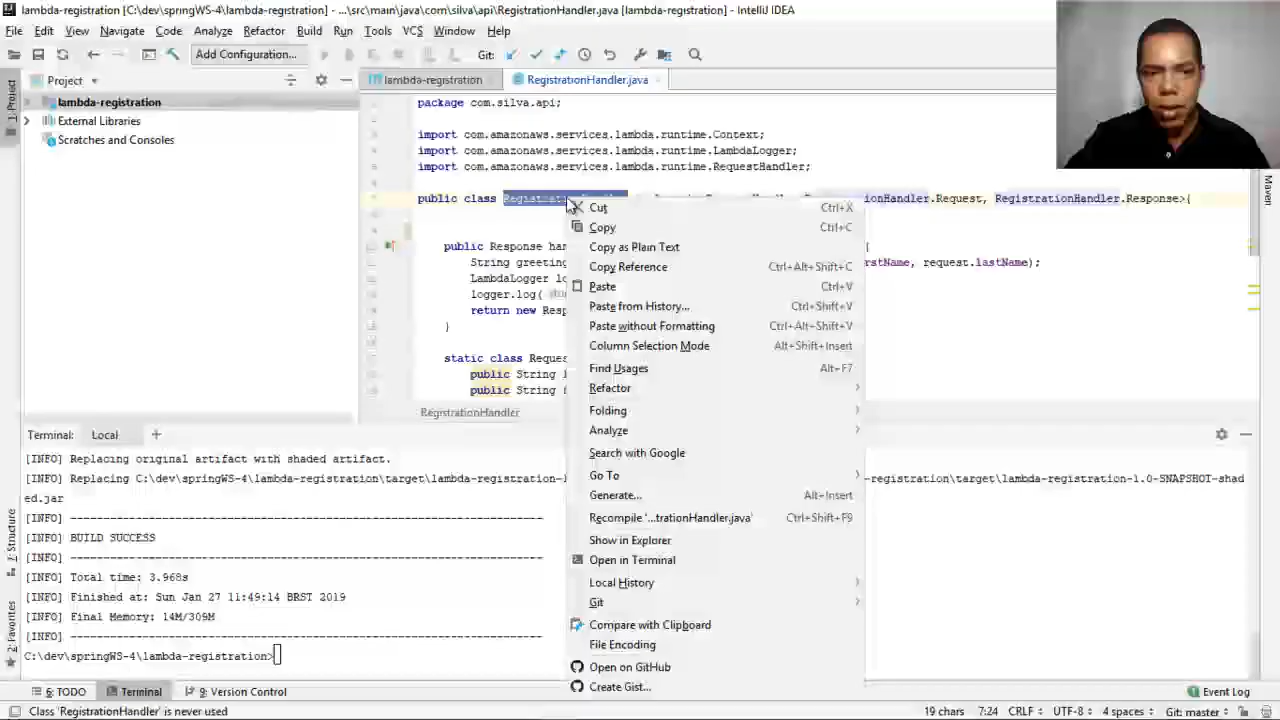 lambda-registration [C:\dev\springWS-4\lambda-registration] - ...\src\main\java\com\silva\api\RegistrationHandler.java [lambda-registration] - IntelliJ IDEA
File Edit View Navigate Code Analyze Refactor Build Run Tools VCS Window Help
Add Configuration... Git:
1: Project
Project
lambda-registration
External Libraries
Scratches and Consoles
lambda-registration RegistrationHandler.java
Maven
package com.silva.api;
import com.amazonaws.services.lambda.runtime.Context;
import com.amazonaws.services.lambda.runtime.LambdaLogger;
import com.amazonaws.services.lambda.runtime.RequestHandler;
public class ionHandler.Request, RegistrationHandler.Response>{
public Response han {
String greeting rstName, request.lastName);
LambdaLogger lo
logger.log(
return new Resp
}
static class Reques
public String
public String
RegistrationHandler
Cut Ctrl+X
Copy Ctrl+C
Copy as Plain Text
Copy Reference Ctrl+Alt+Shift+C
Paste Ctrl+V
Paste from History... Ctrl+Shift+V
Paste without Formatting Ctrl+Alt+Shift+V
Column Selection Mode Alt+Shift+Insert
Find Usages Alt+F7
Refactor
Folding
Analyze
Search with Google
Go To
Generate... Alt+Insert
Recompile '...trationHandler.java' Ctrl+Shift+F9
Show in Explorer
Open in Terminal
Local History
Git
Compare with Clipboard
File Encoding
Open on GitHub
Create Gist...
Terminal: Local +
[INFO] Replacing original artifact with shaded artifact.
[INFO] Replacing C:\dev\springWS-4\lambda-registration\target\lambda-registration- -registration\target\lambda-registration-1.0-SNAPSHOT-shad
ed.jar
[INFO] ------------------------------------------------------------------------
[INFO] BUILD SUCCESS
[INFO] ------------------------------------------------------------------------
[INFO] Total time: 3.968s
[INFO] Finished at: Sun Jan 27 11:49:14 BRST 2019
[INFO] Final Memory: 14M/309M
[INFO] ------------------------------------------------------------------------
C:\dev\springWS-4\lambda-registration>
7: Structure
2: Favorites
6: TODO Terminal 9: Version Control Event Log
Class 'RegistrationHandler' is never used 19 chars 7:24 CRLF UTF-8 4 spaces Git: master